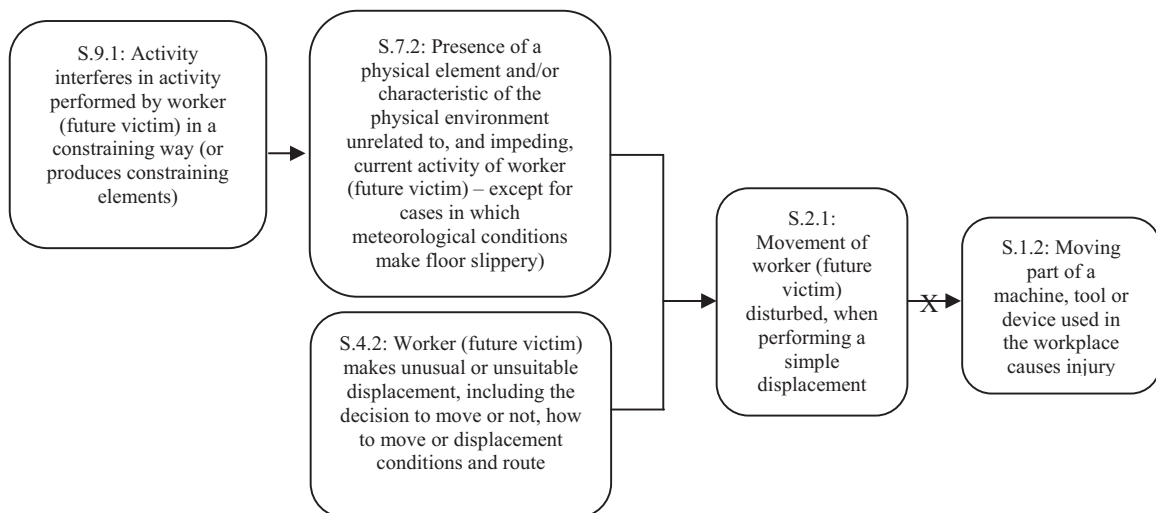 S.9.1: Activity
interferes in activity
performed by worker
(future victim) in a
constraining way (or
produces constraining
elements)
S.7.2: Presence of a
physical element and/or
characteristic of the
physical environment
unrelated to, and impeding,
current activity of worker
(future victim) – except for
cases in which
meteorological conditions
make floor slippery)
S.4.2: Worker (future victim)
makes unusual or unsuitable
displacement, including the
decision to move or not, how
to move or displacement
conditions and route
S.2.1:
Movement of
worker (future
victim)
disturbed, when
performing a
simple
displacement
X
S.1.2: Moving
part of a
machine, tool or
device used in
the workplace
causes injury